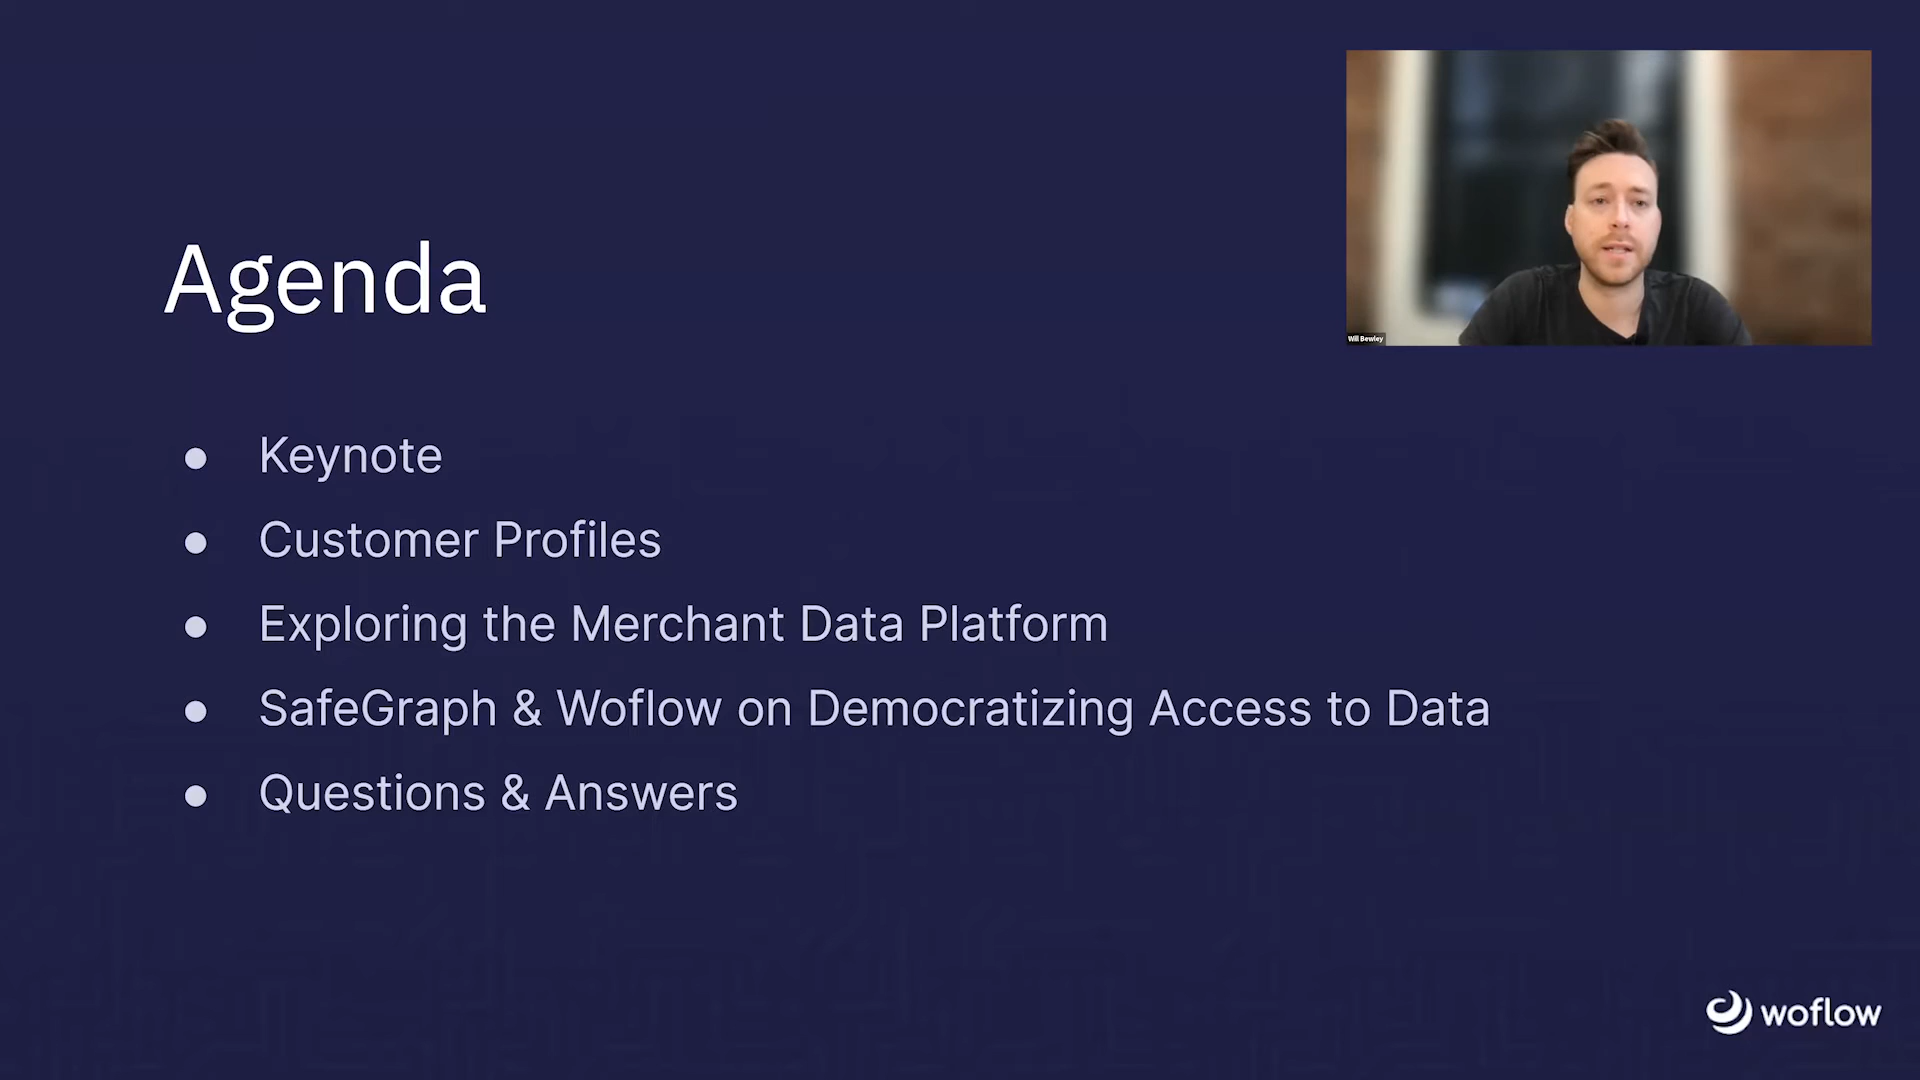 Agenda
Will Bewley
● Keynote
● Customer Profiles
● Exploring the Merchant Data Platform
● SafeGraph & Woflow on Democratizing Access to Data
● Questions & Answers
woflow